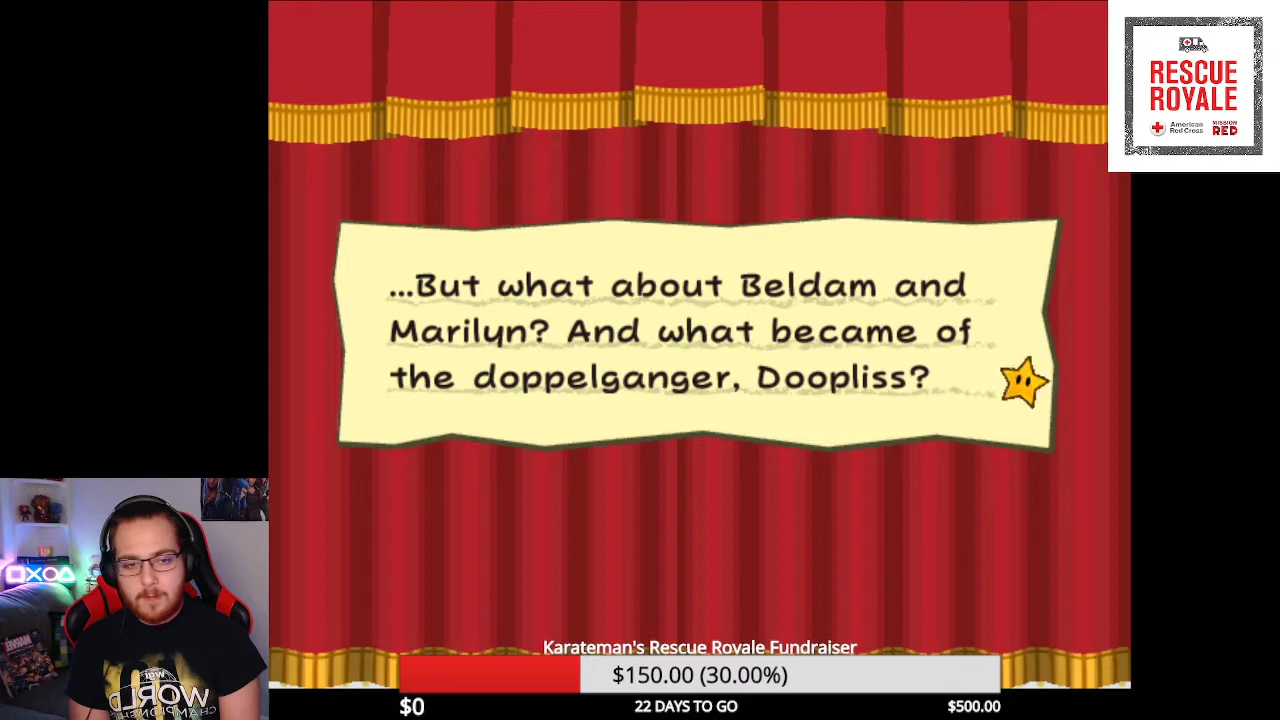 RESCUE
ROYALE
American
Red Cross
MISSION
RED
...But what about Beldam and
Marilyn? And what became of
the doppelganger, Doopliss?
Karateman's Rescue Royale Fundraiser
$150.00 (30.00%)
$0
22 DAYS TO GO
$500.00
WORLD